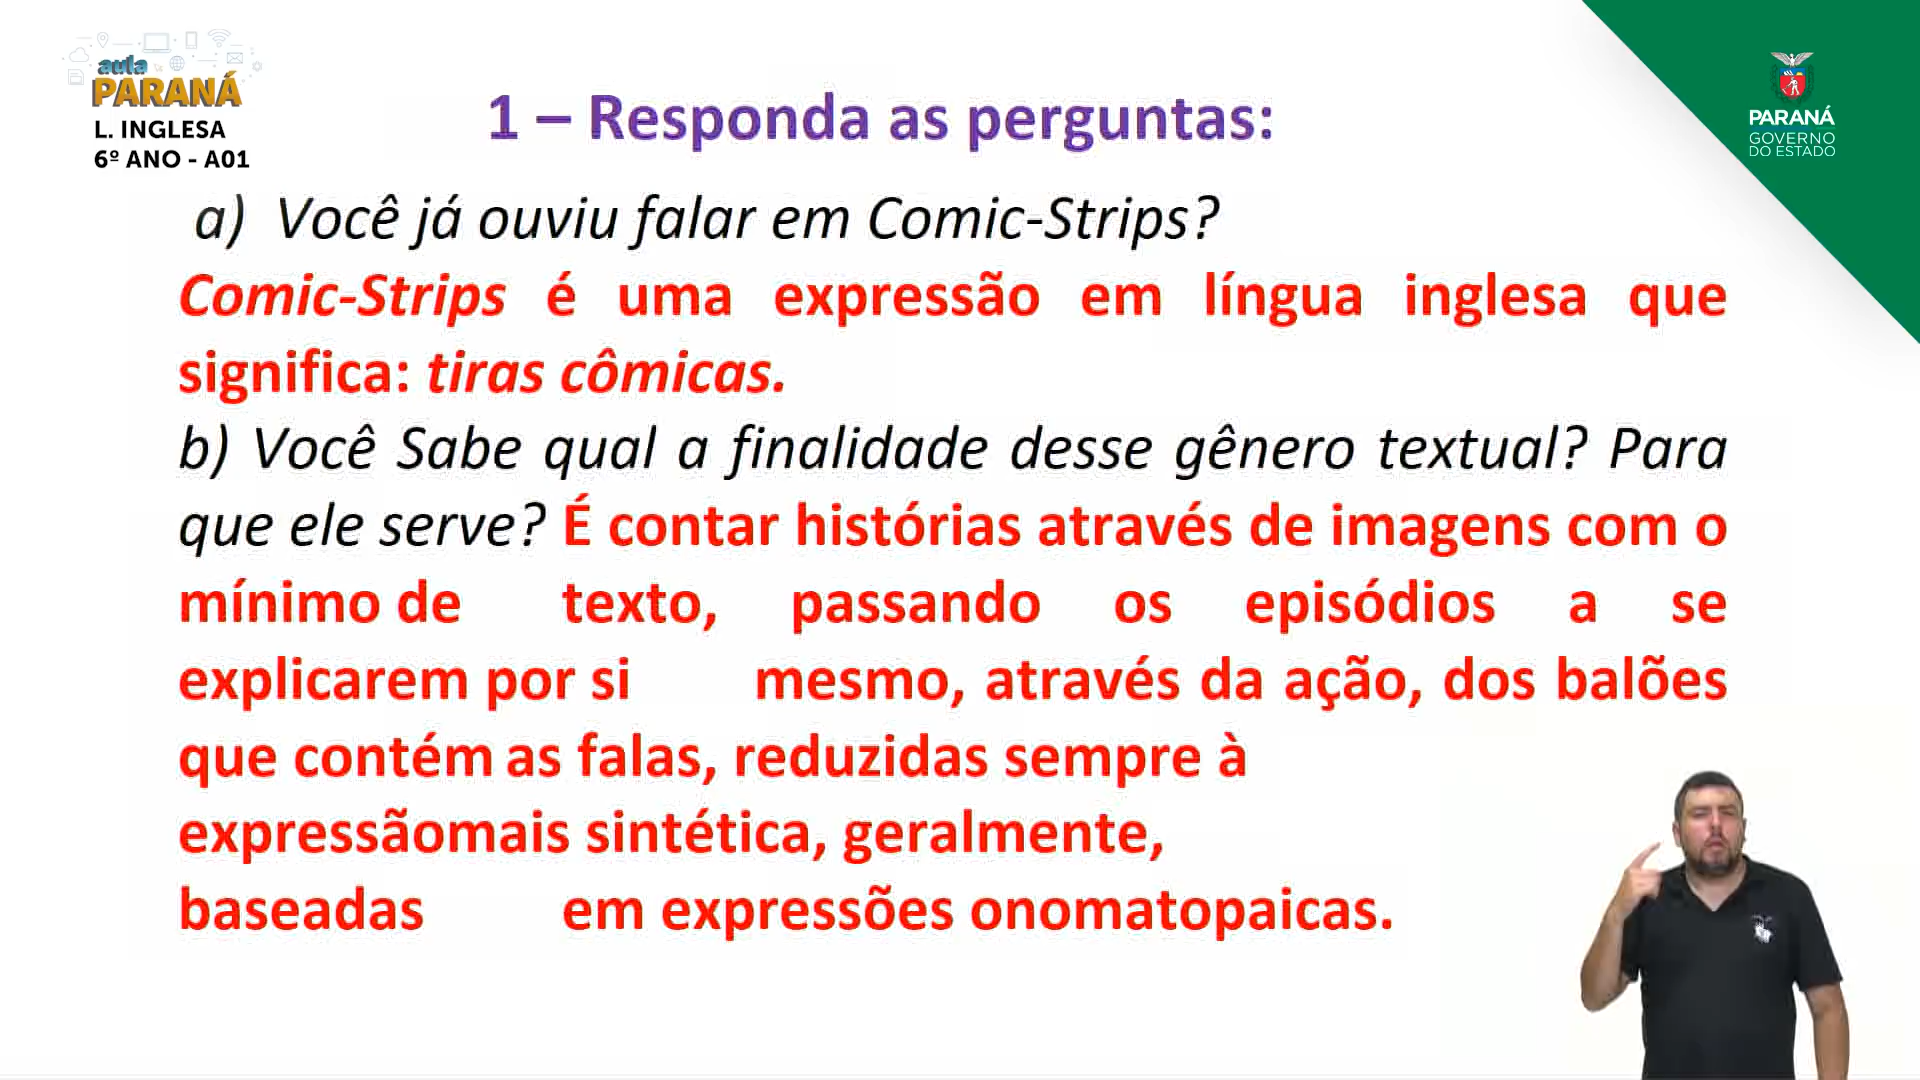 aula
PARANÁ
L. INGLESA
6º ANO - A01
PARANÁ
GOVERNO
DO ESTADO
1 – Responda as perguntas:
a) Você já ouviu falar em Comic-Strips?
Comic-Strips é uma expressão em língua inglesa que
significa: tiras cômicas.
b) Você Sabe qual a finalidade desse gênero textual? Para
que ele serve? É contar histórias através de imagens com o
mínimo de texto, passando os episódios a se
explicarem por si mesmo, através da ação, dos balões
que contém as falas, reduzidas sempre à
expressãomais sintética, geralmente,
baseadas em expressões onomatopaicas.